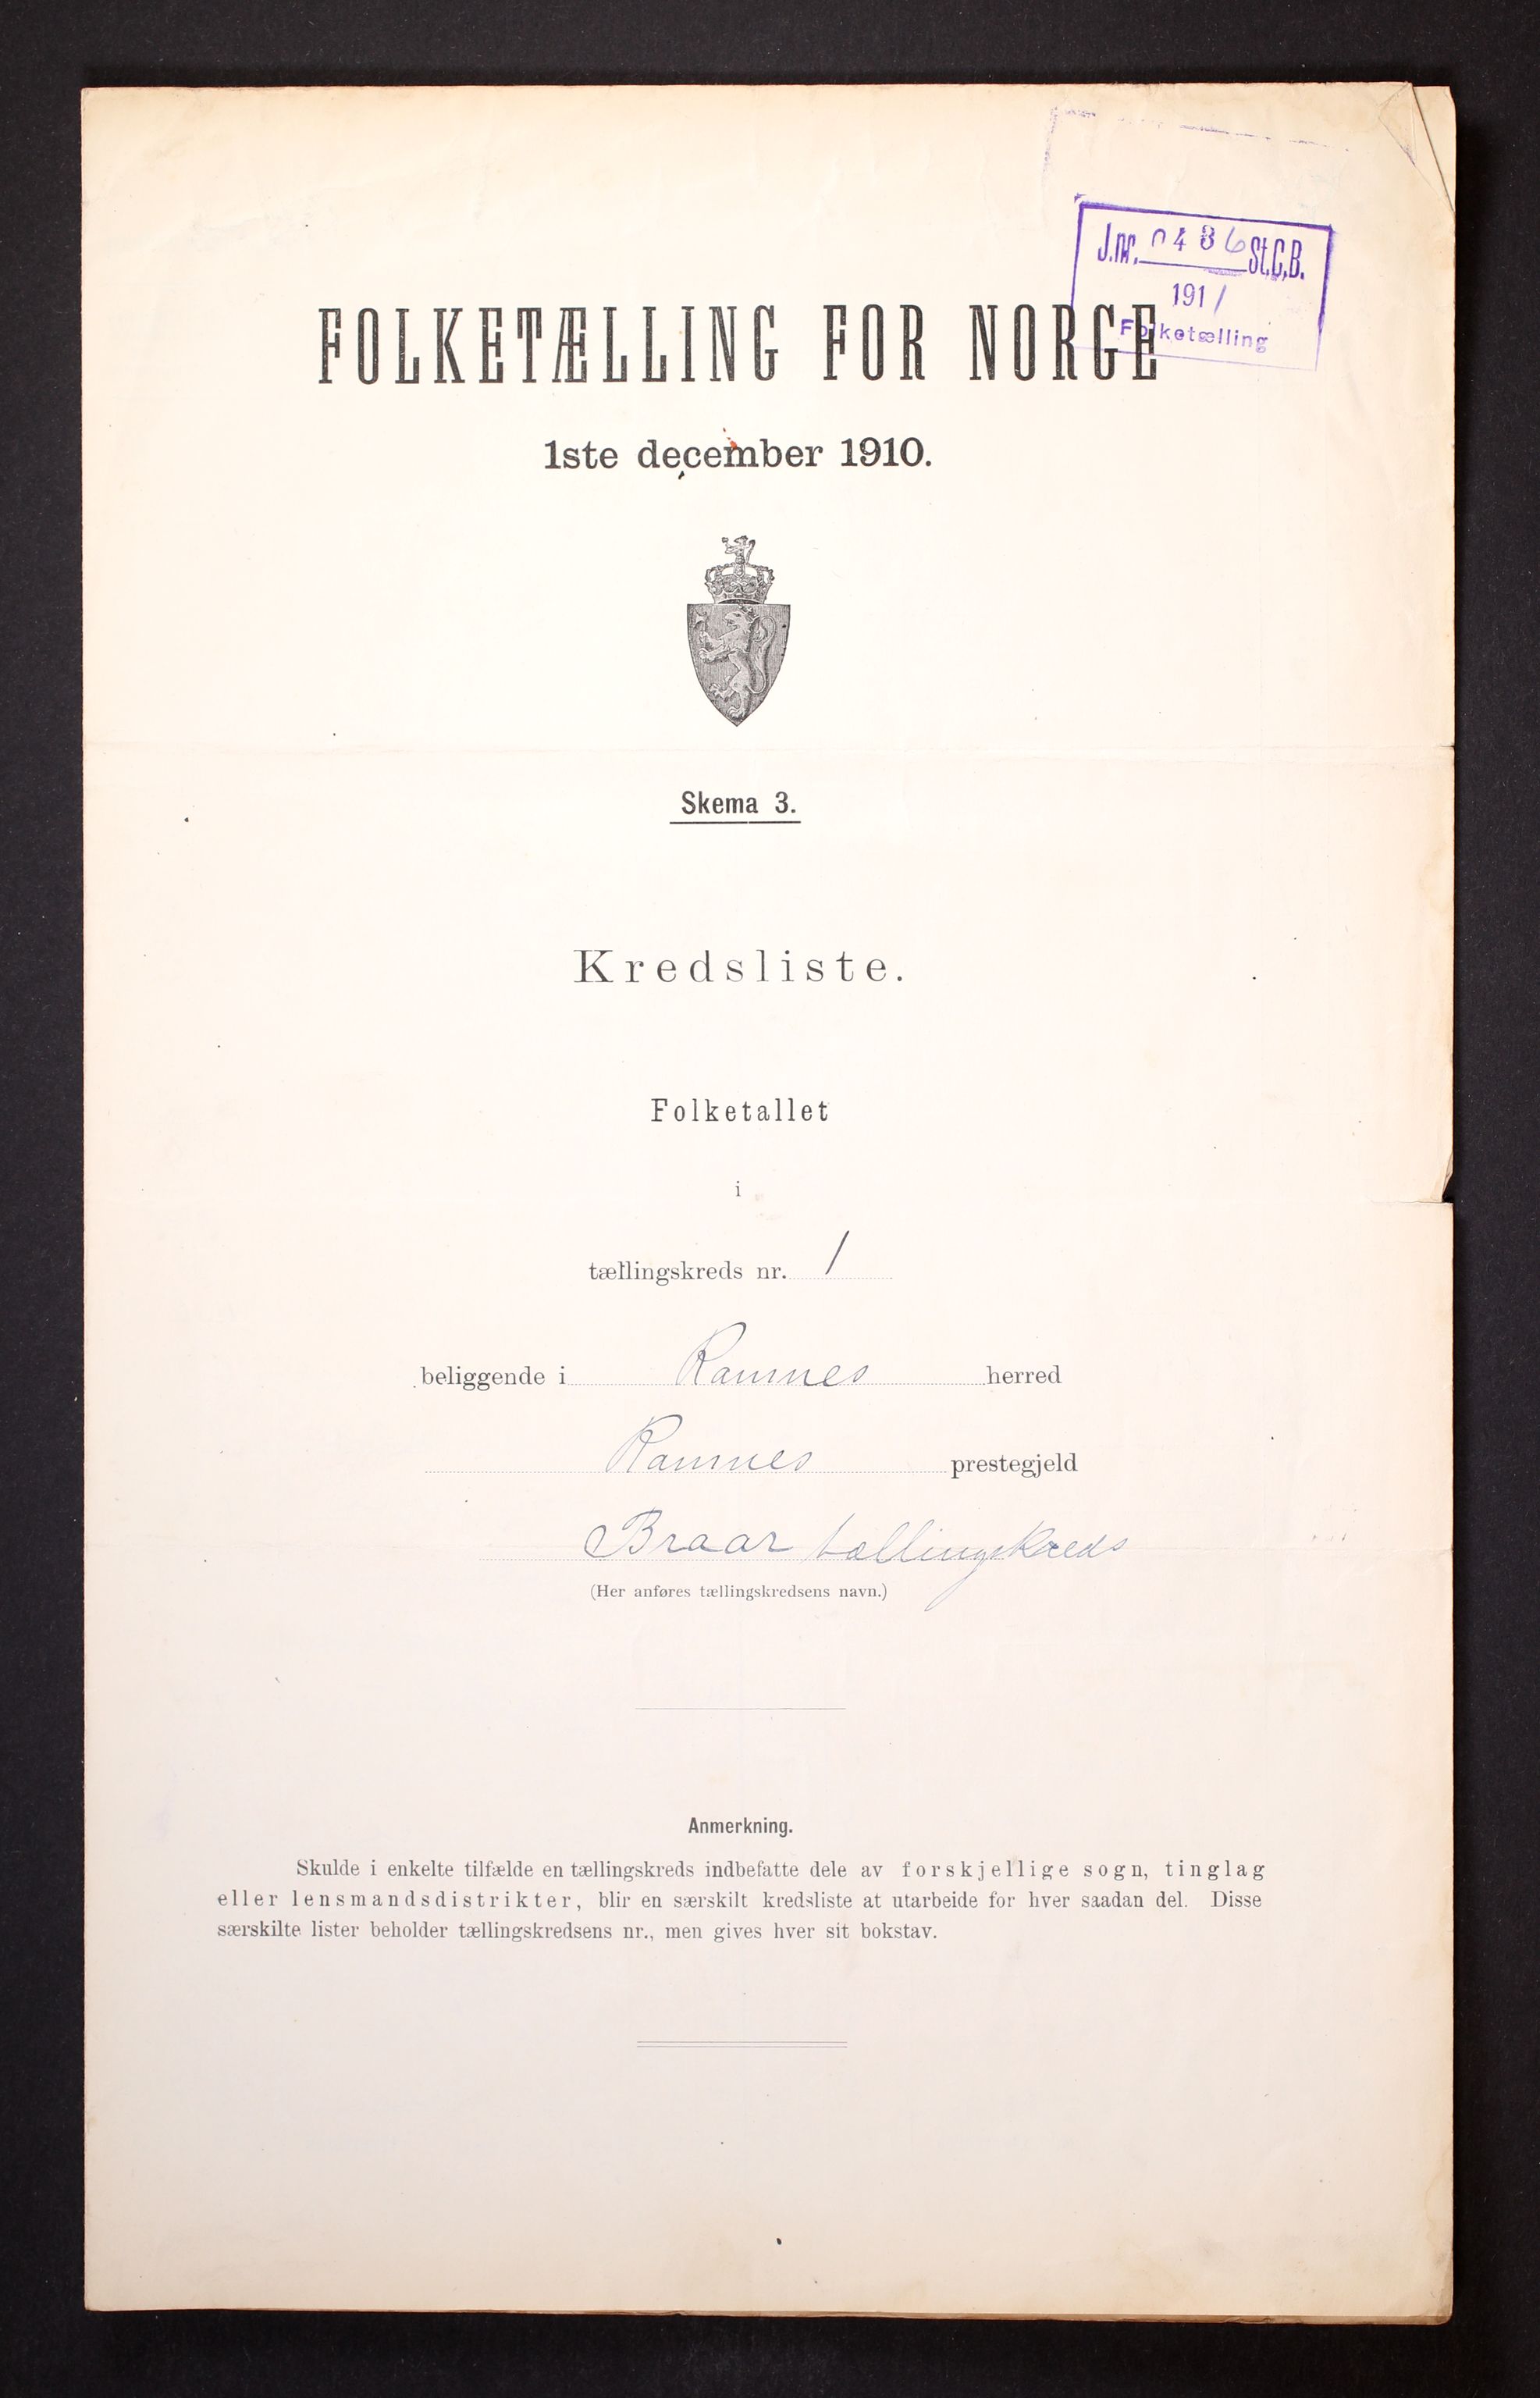 J.nr. 0486 St.C.B.
1911
Folketælling
FOLKETÆLLING FOR NORGE
1ste december 1910.
Skema 3.
Kredsliste.
Folketallet
i
tællingskreds nr. 1
beliggende i Ramnes herred
Ramnes prestegjeld
Braar tællingskreds
(Her anføres tællingskredsens navn.)
Anmerkning.
Skulde i enkelte tilfælde en tællingskreds indbefatte dele av forskjellige sogn, tinglag
eller lensmandsdistrikter, blir en særskilt kredsliste at utarbeide for hver saadan del. Disse
særskilte lister beholder tællingskredsens nr., men gives hver sit bokstav.